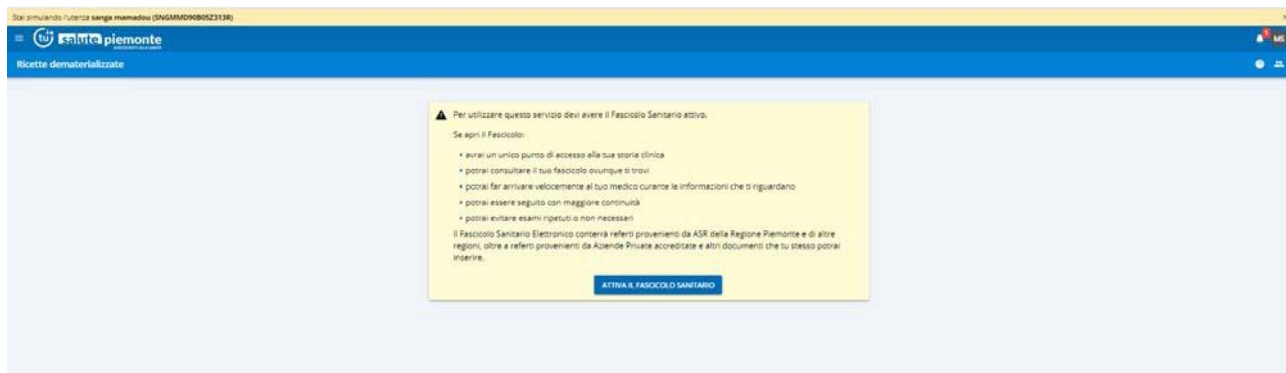 Stai simulando l'utenza sanga mamadou (SNGMMD90B05Z313R)
tu salute piemonte
MS
Ricette dematerializzate
Per utilizzare questo servizio devi avere il Fascicolo Sanitario attivo.
Se apri il Fascicolo:
• avrai un unico punto di accesso alla tua storia clinica
• potrai consultare il tuo fascicolo ovunque ti trovi
• potrai far arrivare velocemente al tuo medico curante le informazioni che ti riguardano
• potrai essere seguito con maggiore continuità
• potrai evitare esami ripetuti o non necessari
Il Fascicolo Sanitario Elettronico conterrà referti provenienti da ASR della Regione Piemonte e di altre
regioni, oltre a referti provenienti da Aziende Private accreditate e altri documenti che tu stesso potrai
inserire.
ATTIVA IL FASCICOLO SANITARIO